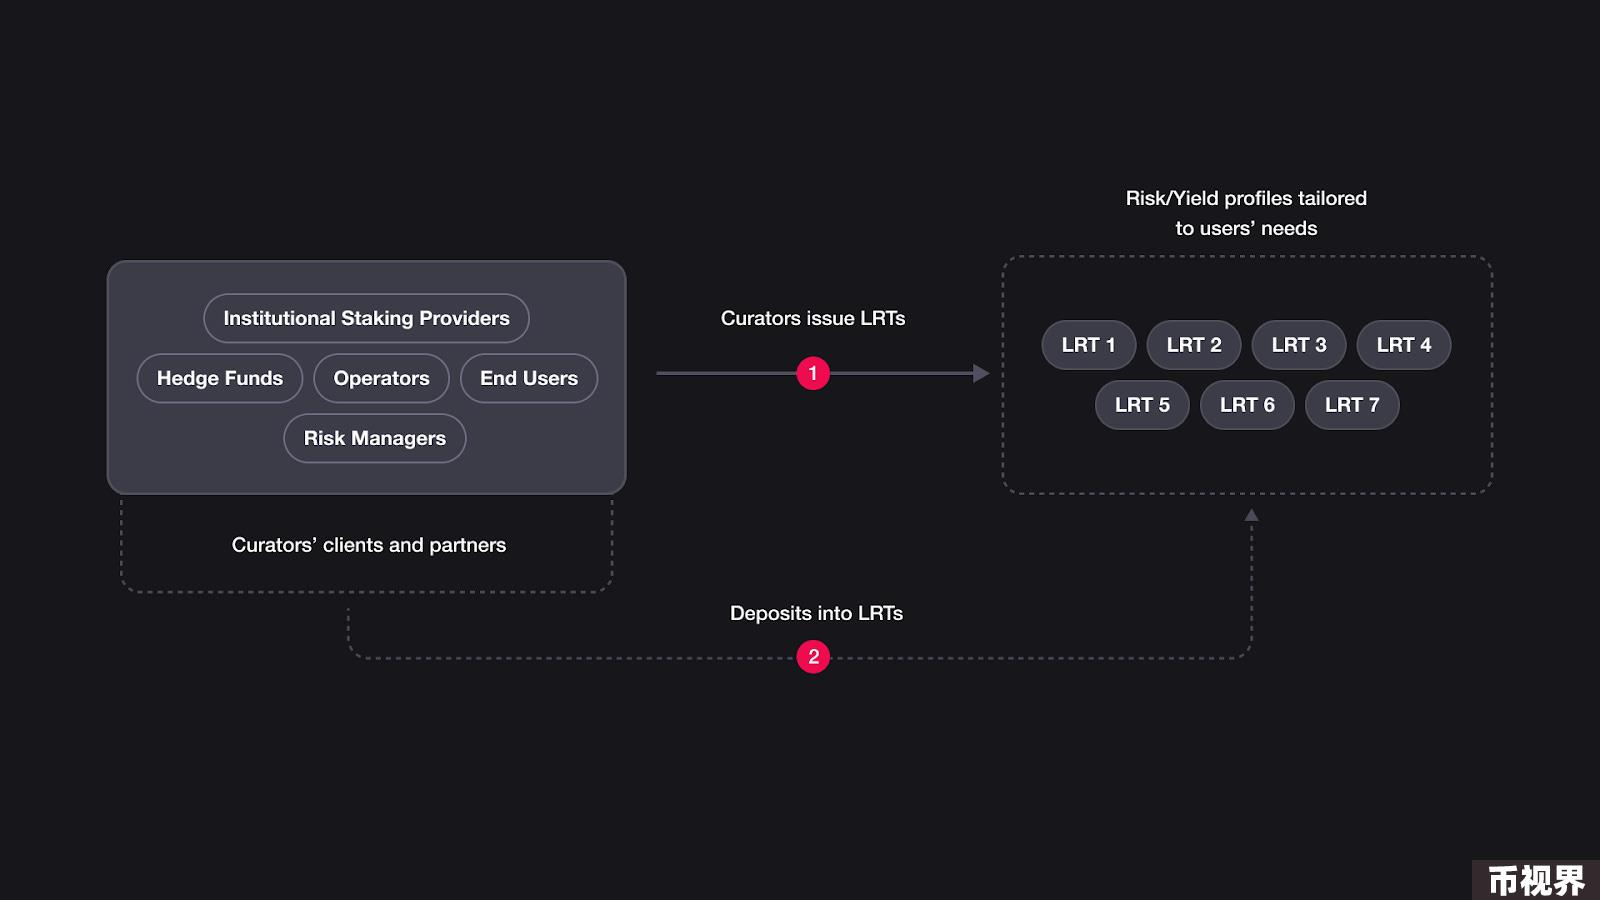 Risk/Yield profiles tailored
to users’ needs
Institutional Staking Providers
Hedge Funds
Operators
End Users
Risk Managers
Curators’ clients and partners
Curators issue LRTs
1
LRT 1
LRT 2
LRT 3
LRT 4
LRT 5
LRT 6
LRT 7
Deposits into LRTs
2
币视界